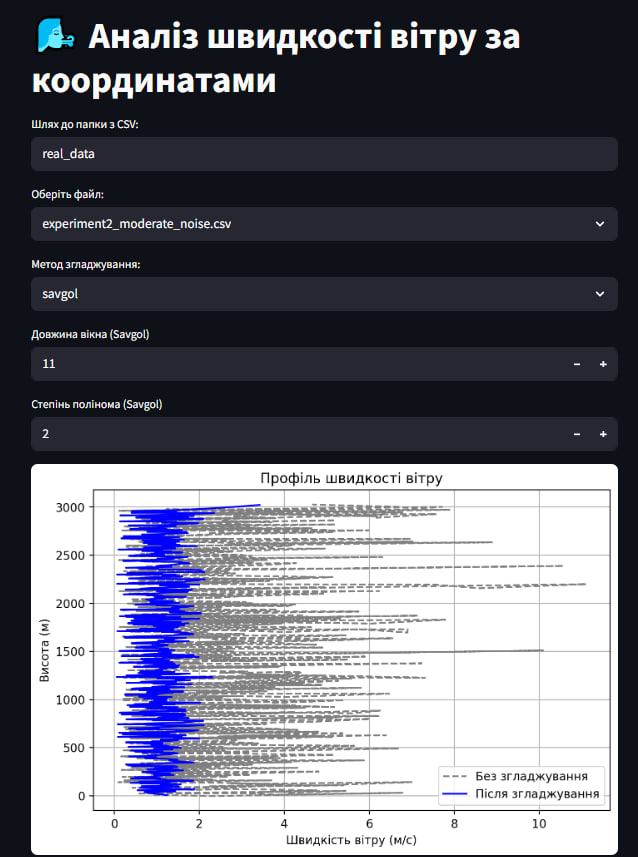 Аналіз швидкості вітру за
координатами
Шлях до папки з CSV:
real_data
Оберіть файл:
experiment2_moderate_noise.csv
Метод згладжування:
savgol
Довжина вікна (Savgol)
11
Степінь полінома (Savgol)
2
Профіль швидкості вітру
3000
2500
2000
1500
1000
500
0
Висота (м)
Без згладжування
Після згладжування
0 2 4 6 8 10
Швидкість вітру (м/с)